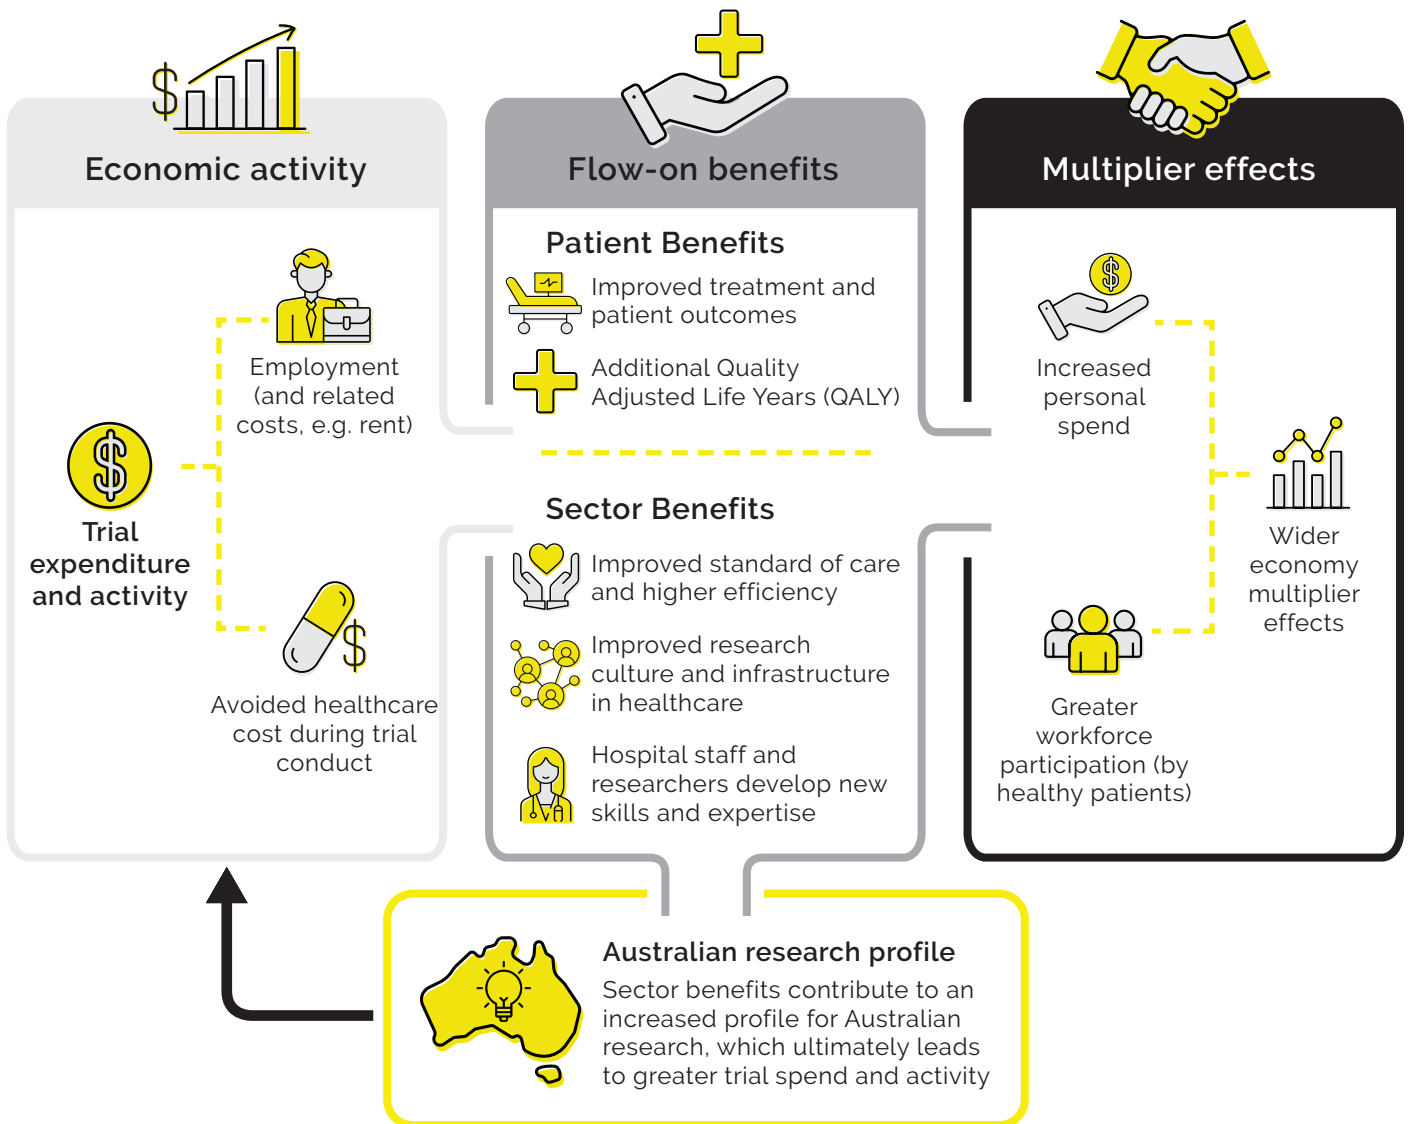 Economic activity
Flow-on benefits
Multiplier effects
Employment
(and related
costs, e.g. rent)
Trial
expenditure
and activity
Avoided healthcare
cost during trial
conduct
Patient Benefits
Improved treatment and
patient outcomes
Additional Quality
Adjusted Life Years (QALY)
Sector Benefits
Improved standard of care
and higher efficiency
Improved research
culture and infrastructure
in healthcare
Hospital staff and
researchers develop new
skills and expertise
Increased
personal
spend
Wider
economy
multiplier
effects
Greater
workforce
participation (by
healthy patients)
Australian research profile
Sector benefits contribute to an
increased profile for Australian
research, which ultimately leads
to greater trial spend and activity